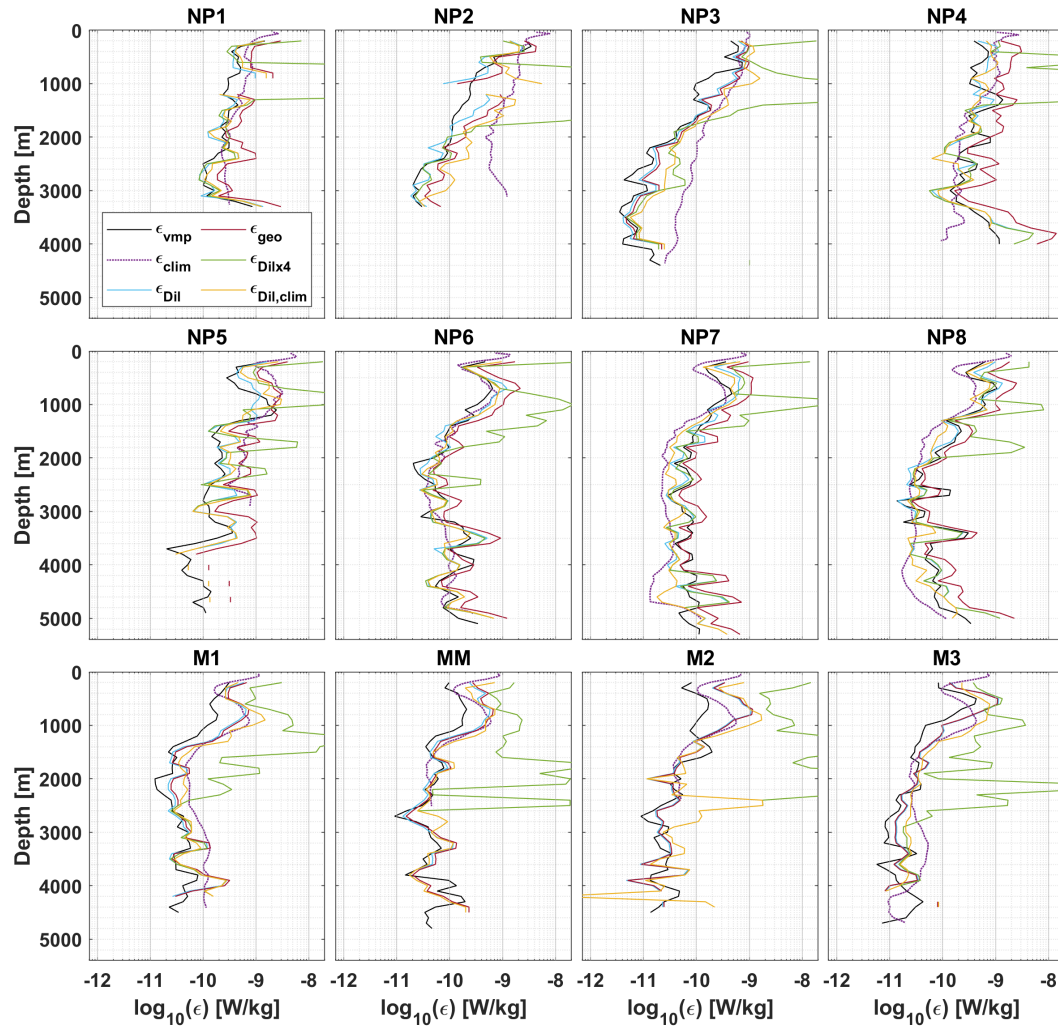 NP1 NP2 NP3 NP4
0
1000
2000
3000
4000
5000
Depth [m]
ϵvmp ϵgeo
ϵclim ϵDilx4
ϵDil ϵDil,clim
NP5 NP6 NP7 NP8
0
1000
2000
3000
4000
5000
Depth [m]
M1 MM M2 M3
0
1000
2000
3000
4000
5000
Depth [m]
-12 -11 -10 -9 -8 -12 -11 -10 -9 -8 -12 -11 -10 -9 -8 -12 -11 -10 -9 -8
log10(ϵ) [W/kg] log10(ϵ) [W/kg] log10(ϵ) [W/kg] log10(ϵ) [W/kg]